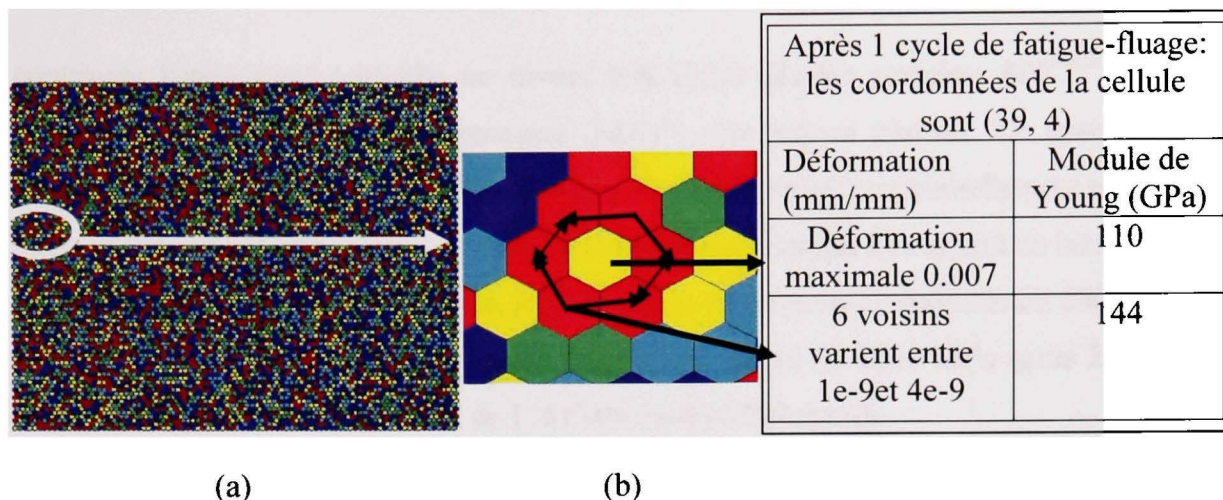 Après 1 cycle de fatigue-fluage:
les coordonnées de la cellule
sont (39, 4)
Déformation
(mm/mm)
Module de
Young (GPa)
Déformation
maximale 0.007
110
6 voisins
varient entre
1e-9et 4e-9
144
(a)
(b)